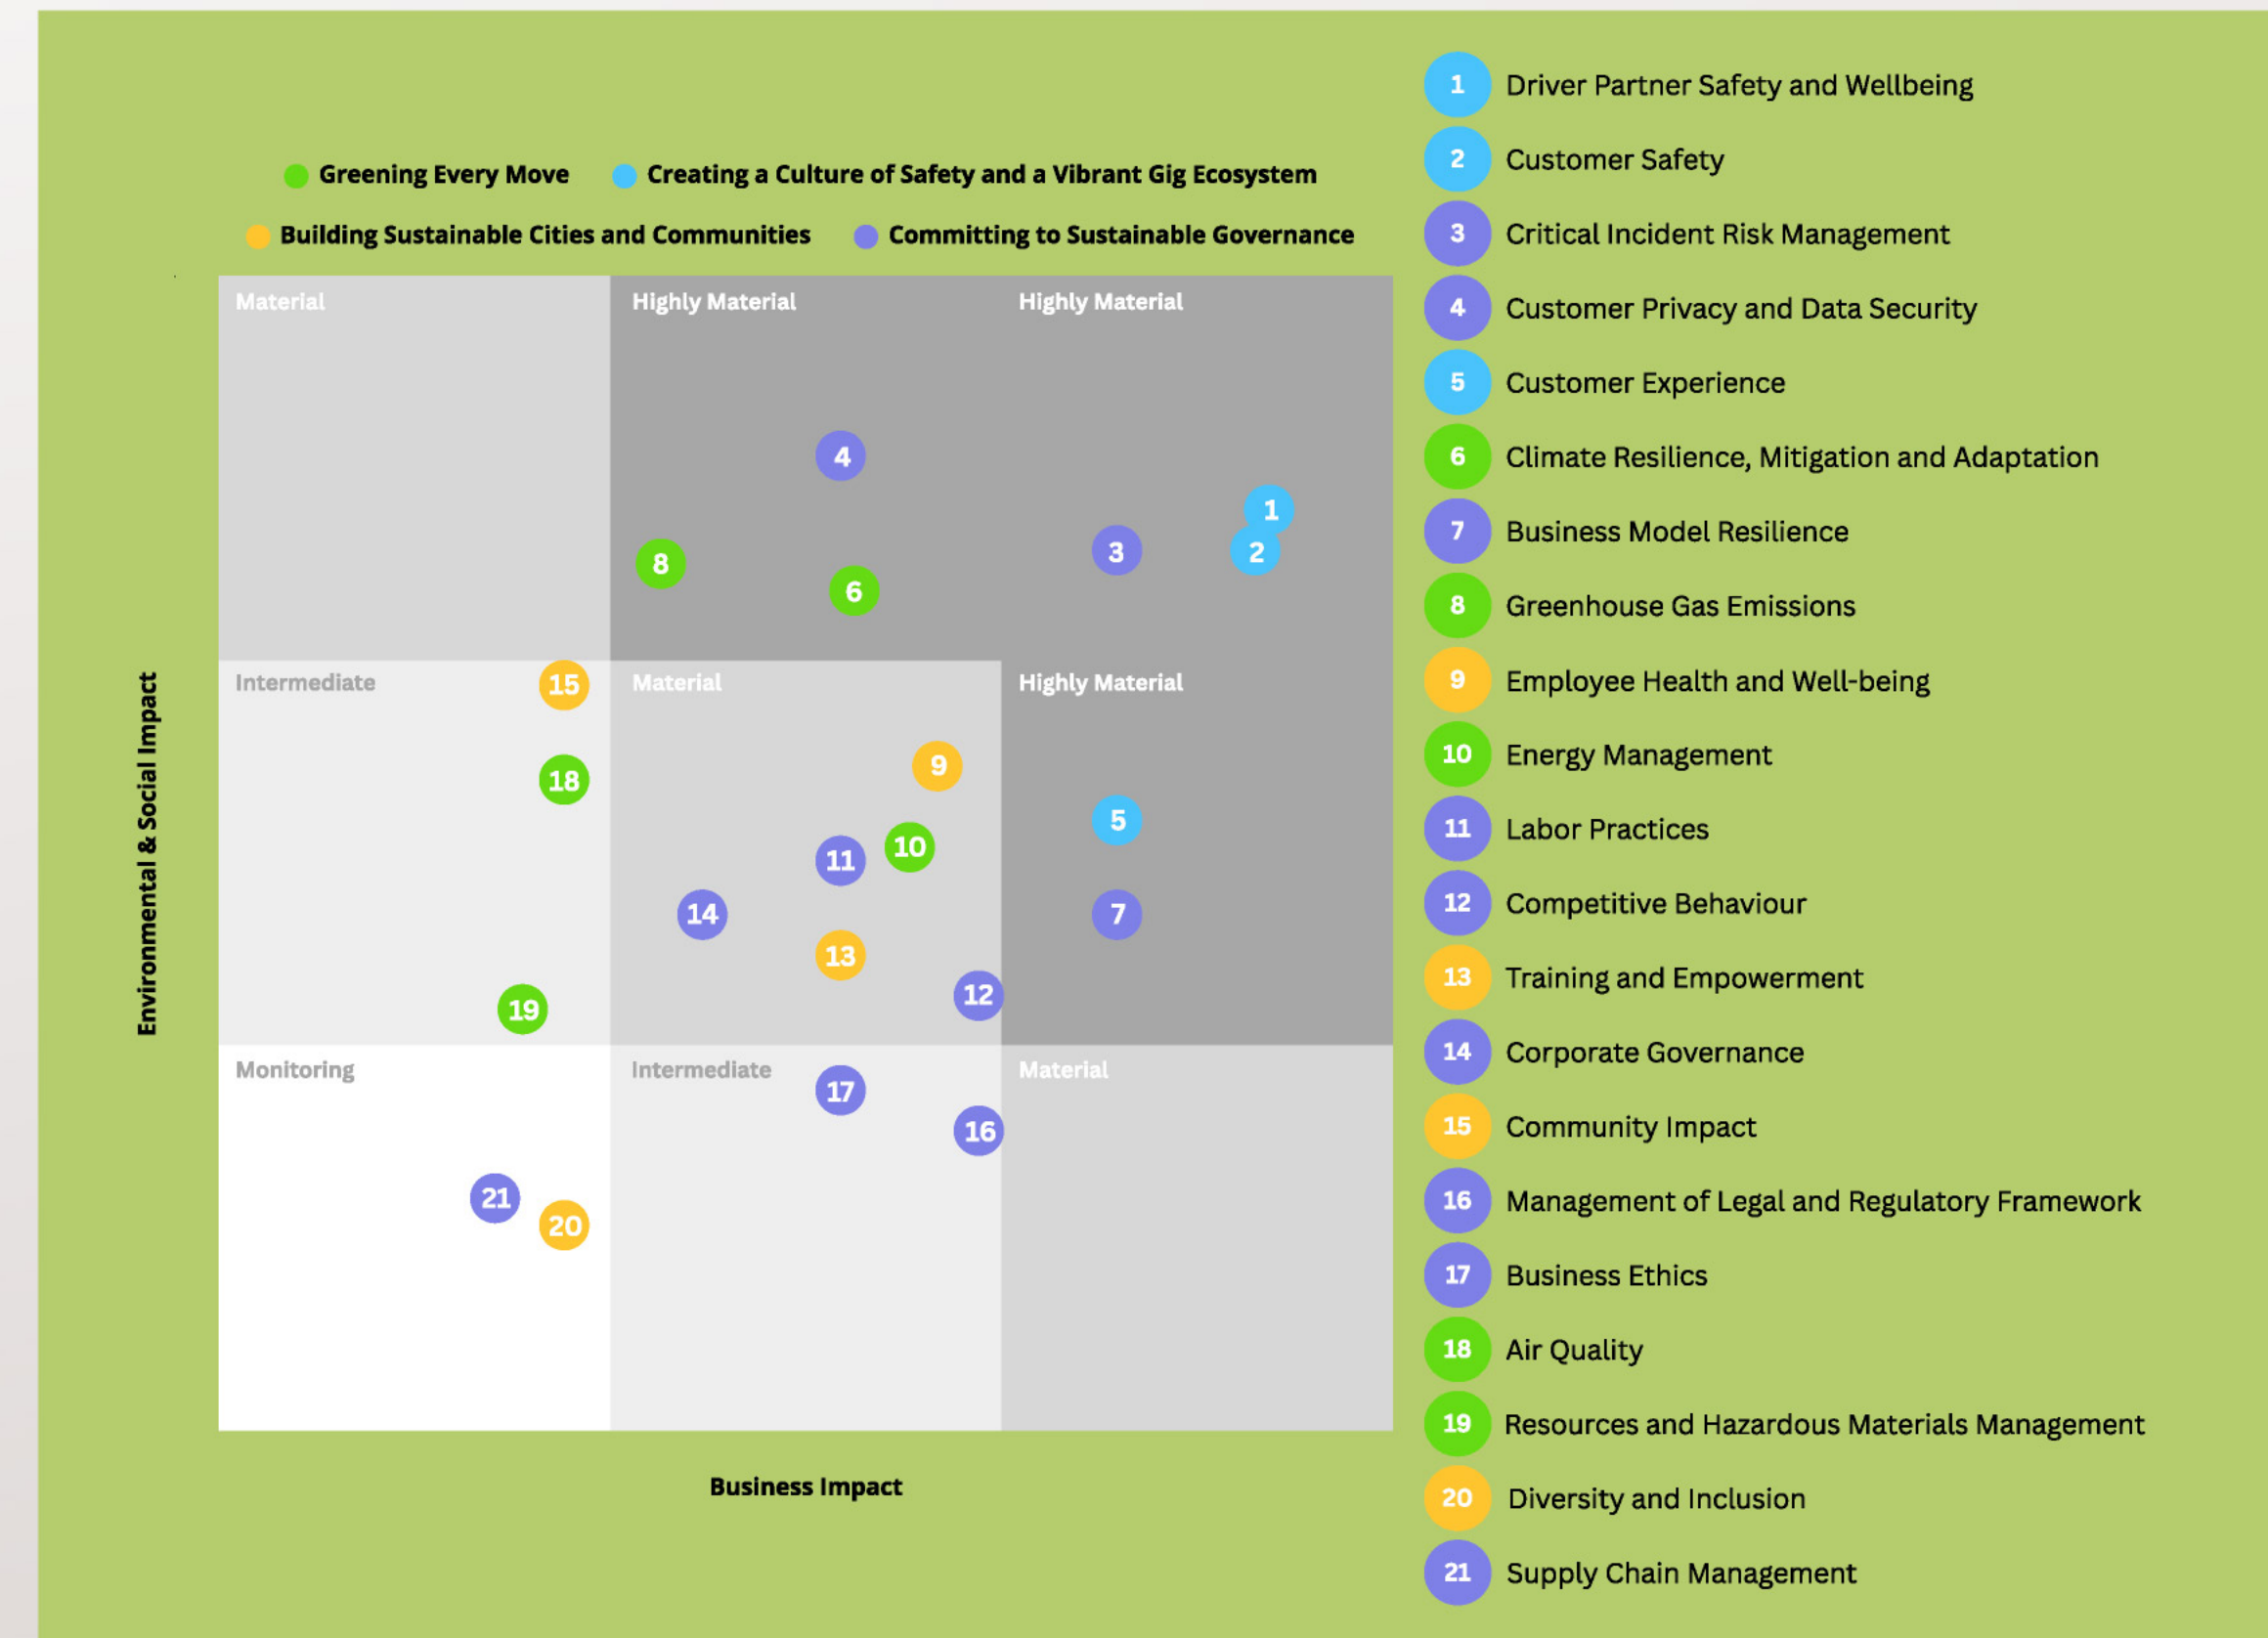 Greening Every Move
Creating a Culture of Safety and a Vibrant Gig Ecosystem
Building Sustainable Cities and Communities
Committing to Sustainable Governance
Environmental & Social Impact
Material
Highly Material
Highly Material
4
1
3
2
8
6
Intermediate
15
Material
Highly Material
9
18
5
10
11
14
7
13
12
19
Monitoring
Intermediate
17
Material
16
21
20
Business Impact
1 Driver Partner Safety and Wellbeing
2 Customer Safety
3 Critical Incident Risk Management
4 Customer Privacy and Data Security
5 Customer Experience
6 Climate Resilience, Mitigation and Adaptation
7 Business Model Resilience
8 Greenhouse Gas Emissions
9 Employee Health and Well-being
10 Energy Management
11 Labor Practices
12 Competitive Behaviour
13 Training and Empowerment
14 Corporate Governance
15 Community Impact
16 Management of Legal and Regulatory Framework
17 Business Ethics
18 Air Quality
19 Resources and Hazardous Materials Management
20 Diversity and Inclusion
21 Supply Chain Management